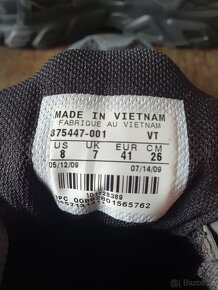 MADE IN VIETNAM
FABRIQUE AU VIETNAM
375447-001 VT
US UK EUR CM
8 7 41 26
05/12/09 07/14/09